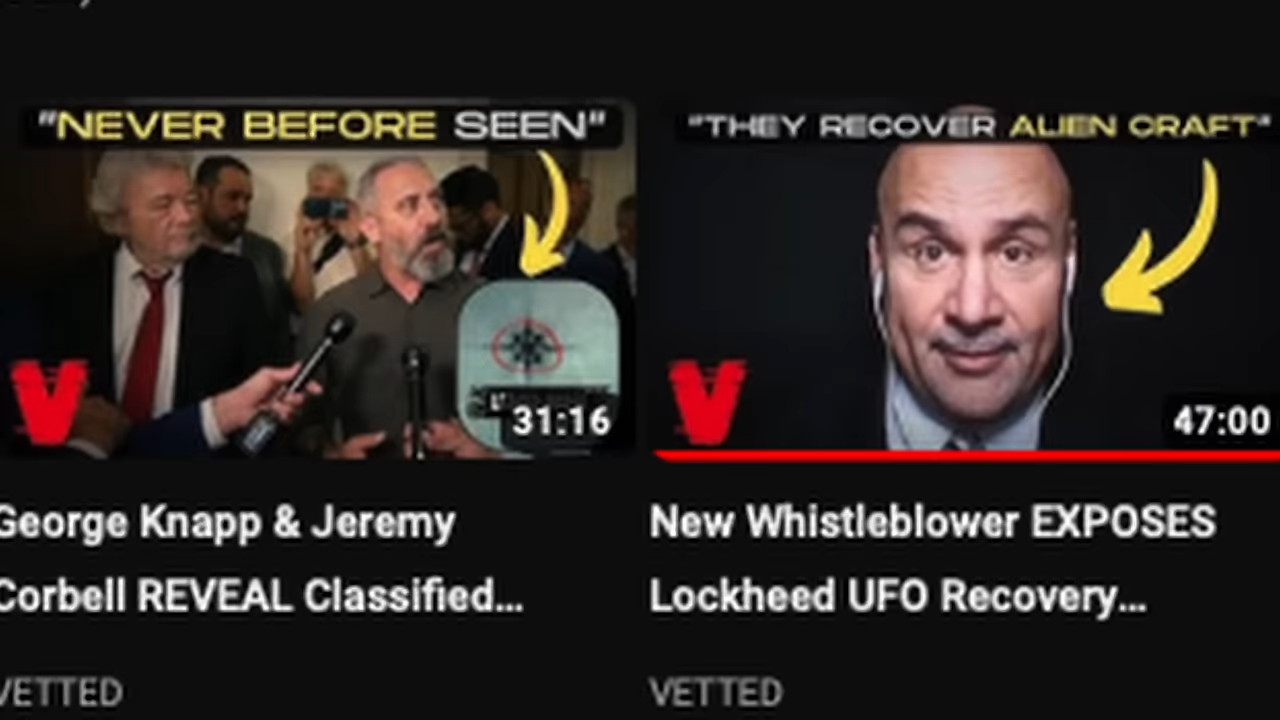 "NEVER BEFORE SEEN"
V
31:16
George Knapp & Jeremy
Corbell REVEAL Classified...
VETTED
"THEY RECOVER ALIEN CRAFT"
V
47:00
New Whistleblower EXPOSES
Lockheed UFO Recovery...
VETTED